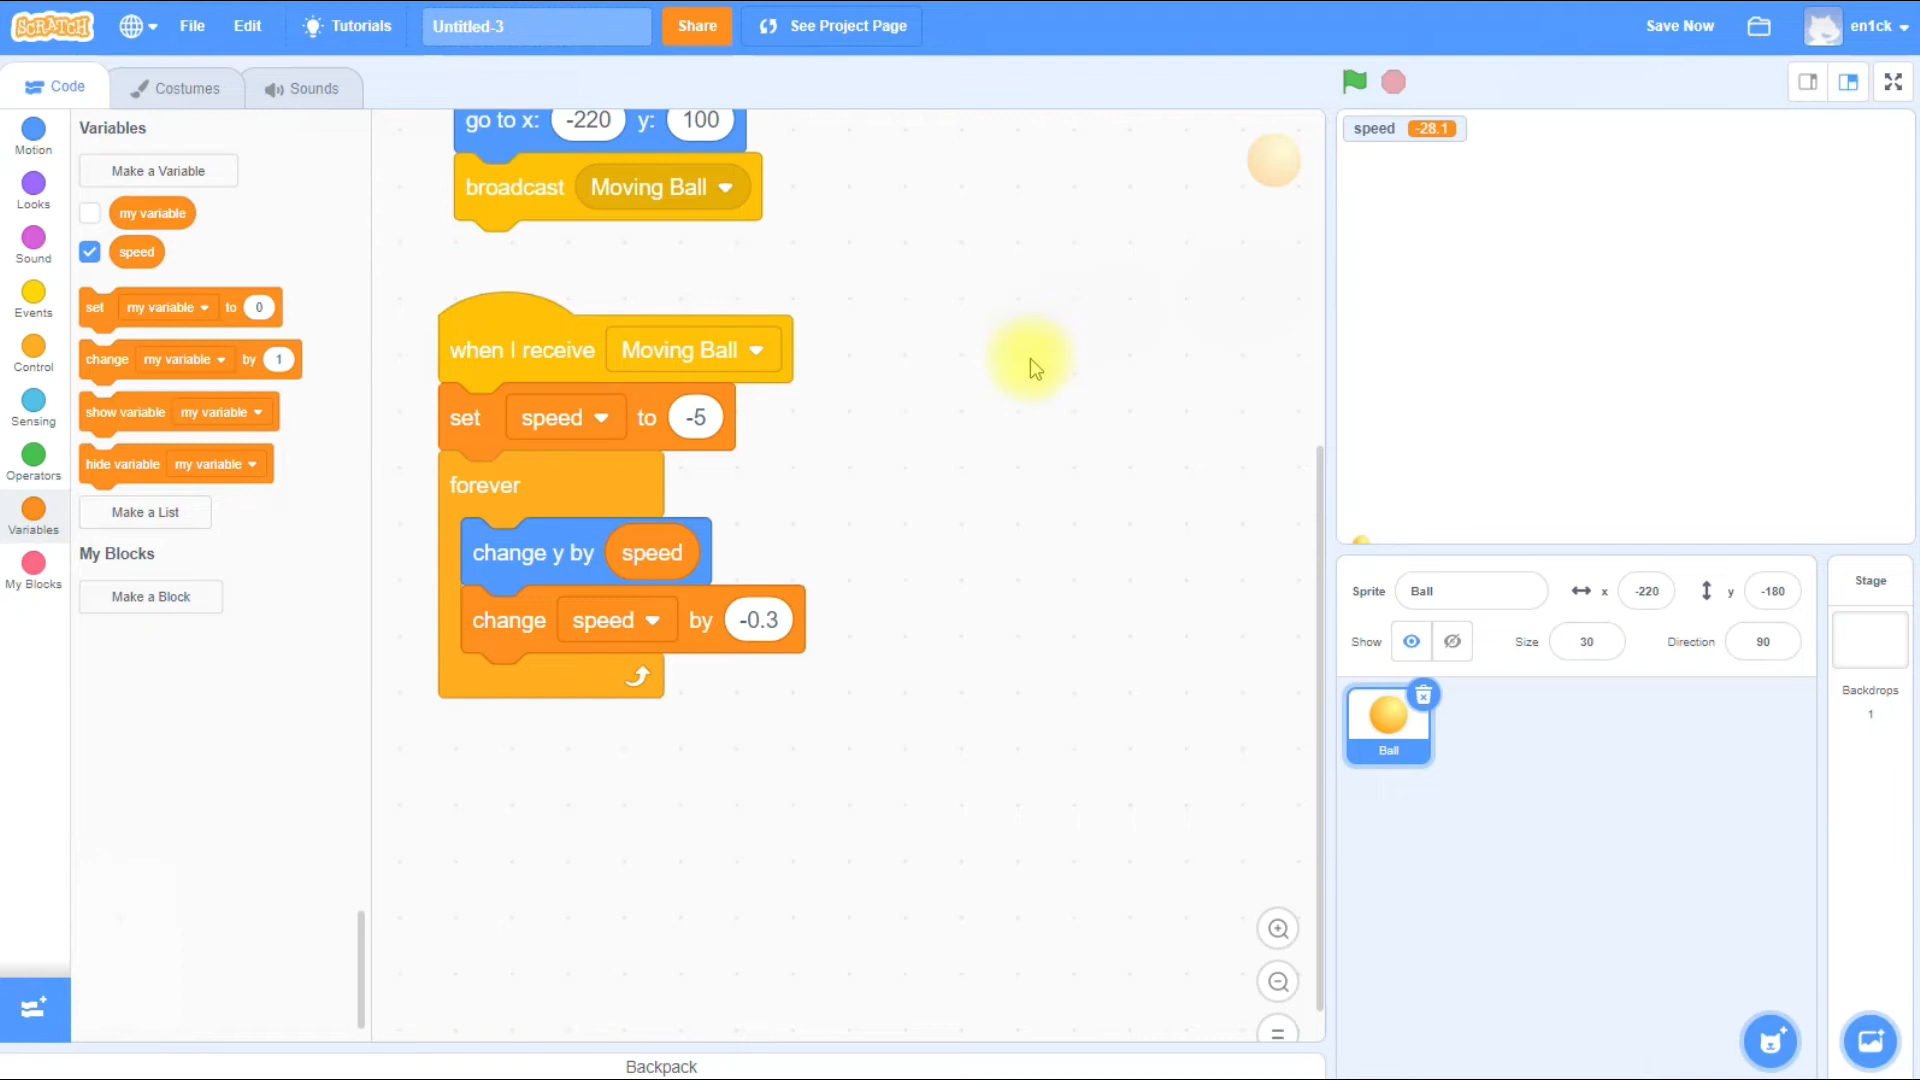 SCRATCH
File
Edit
Tutorials
Untitled-3
Share
See Project Page
Save Now
en1ck
Code
Costumes
Sounds
Motion
Looks
Sound
Events
Control
Sensing
Operators
Variables
My Blocks
Variables
Make a Variable
my variable
speed
set my variable to 0
change my variable by 1
show variable my variable
hide variable my variable
Make a List
My Blocks
Make a Block
go to x: -220 y: 100
broadcast Moving Ball
when I receive Moving Ball
set speed to -5
forever
change y by speed
change speed by -0.3
Backpack
speed -28.1
Sprite Ball x -220 y -180
Show Size 30 Direction 90
Ball
Stage
Backdrops
1